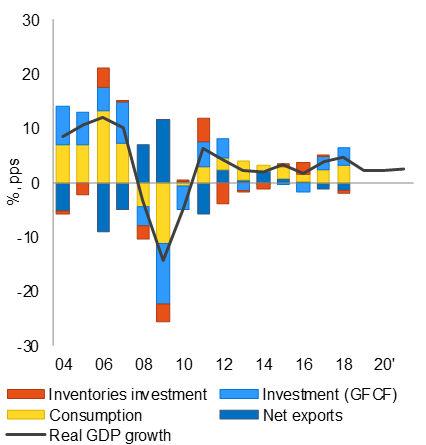 30
20
10
0
-10
-20
-30
%, pps
04 06 08 10 12 14 16 18 20'
Inventories investment Investment (GFCF)
Consumption Net exports
Real GDP growth